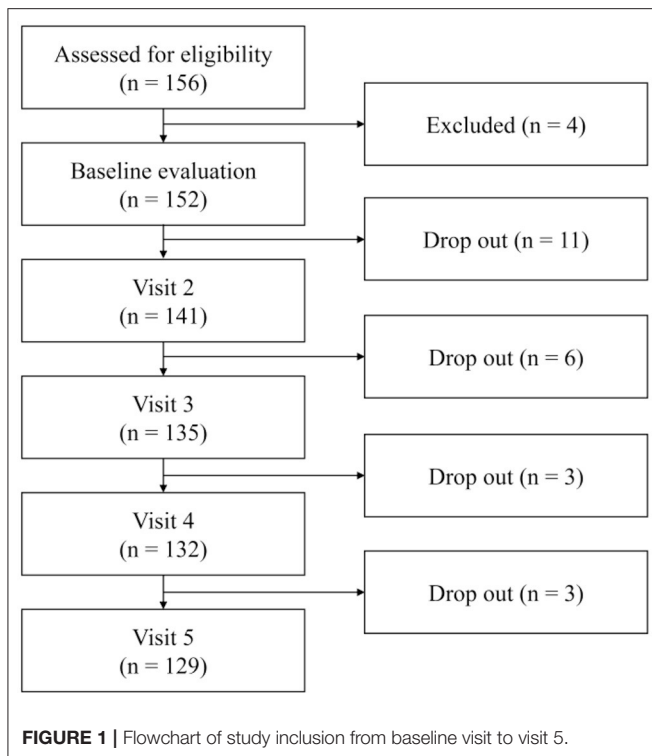 Assessed for eligibility
(n = 156)
Excluded (n = 4)
Baseline evaluation
(n = 152)
Drop out (n = 11)
Visit 2
(n = 141)
Drop out (n = 6)
Visit 3
(n = 135)
Drop out (n = 3)
Visit 4
(n = 132)
Drop out (n = 3)
Visit 5
(n = 129)
FIGURE 1 | Flowchart of study inclusion from baseline visit to visit 5.